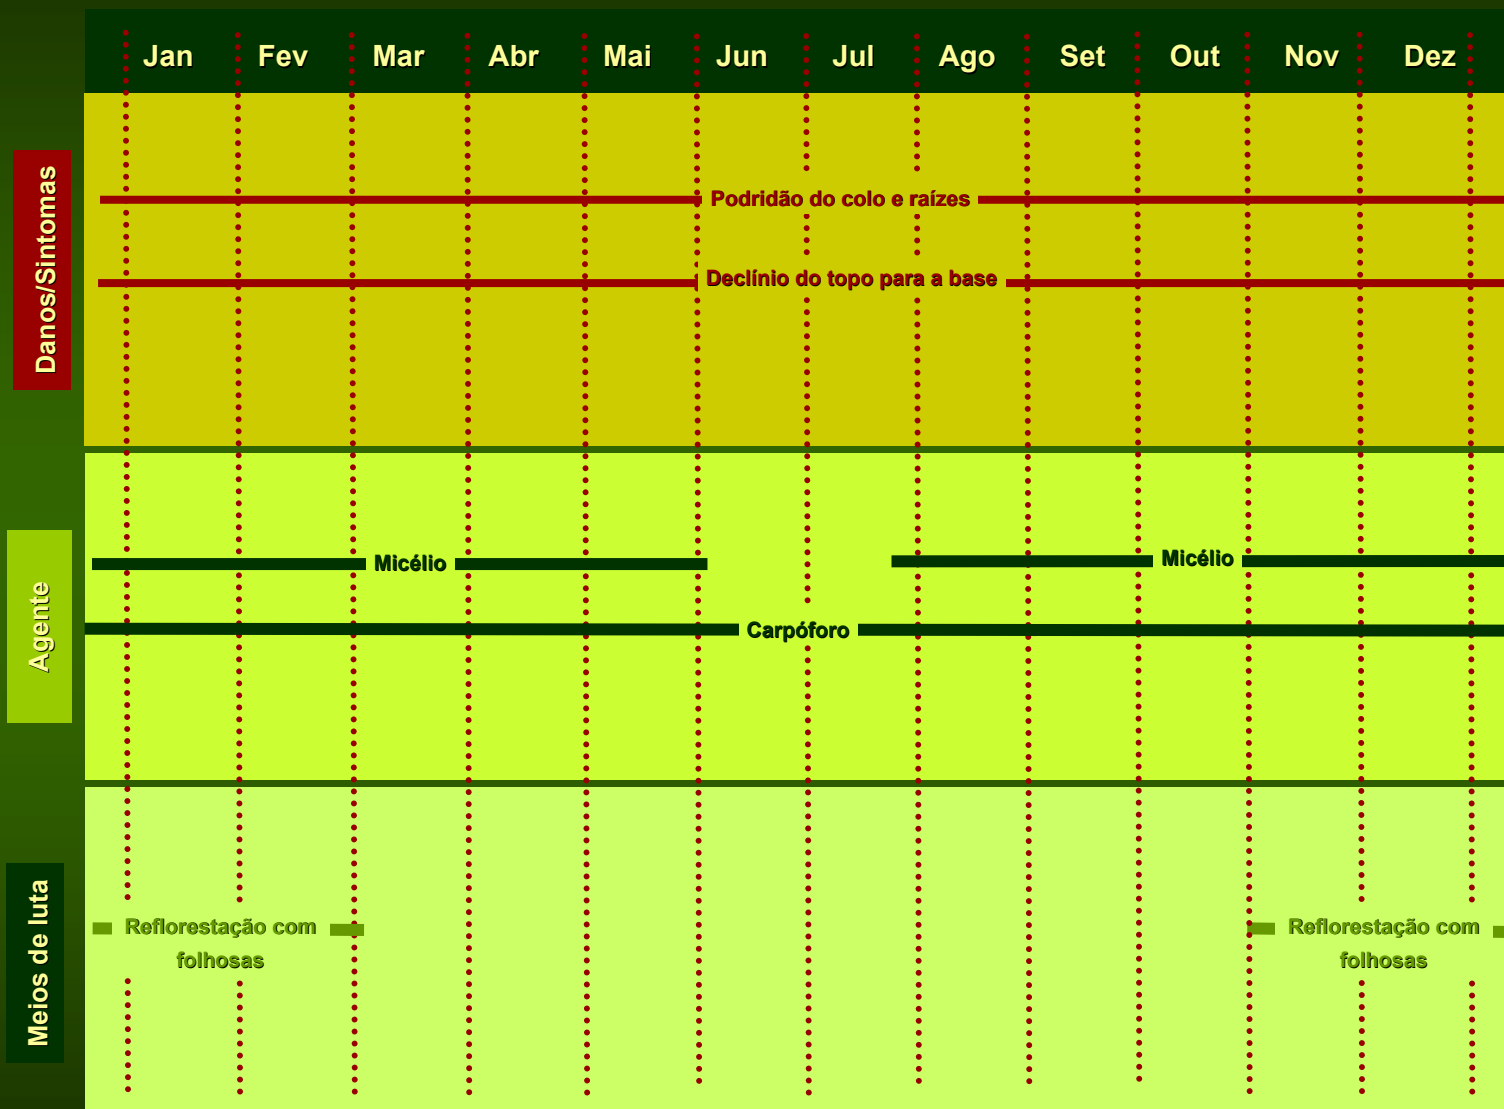 Jan Fev Mar Abr Mai Jun Jul Ago Set Out Nov Dez
Danos/Sintomas
Podridão do colo e raízes
Declínio do topo para a base
Agente
Micélio
Micélio
Carpóforo
Meios de luta
Reflorestação com
folhosas
Reflorestação com
folhosas